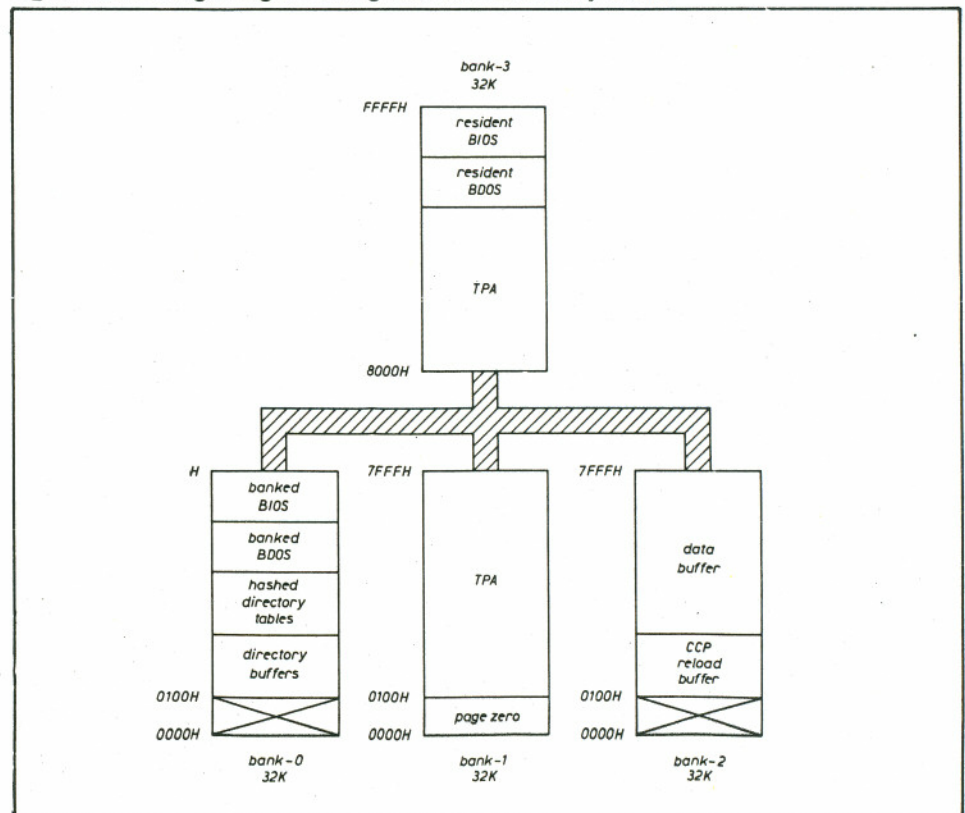 bank-3
32K
FFFFH
resident
BIOS
resident
BDOS
TPA
8000H
H
banked
BIOS
banked
BDOS
hashed
directory
tables
directory
buffers
0100H
0000H
bank-0
32K
7FFFH
TPA
0100H
page zero
0000H
bank-1
32K
7FFFH
data
buffer
CCP
reload
buffer
0100H
0000H
bank-2
32K